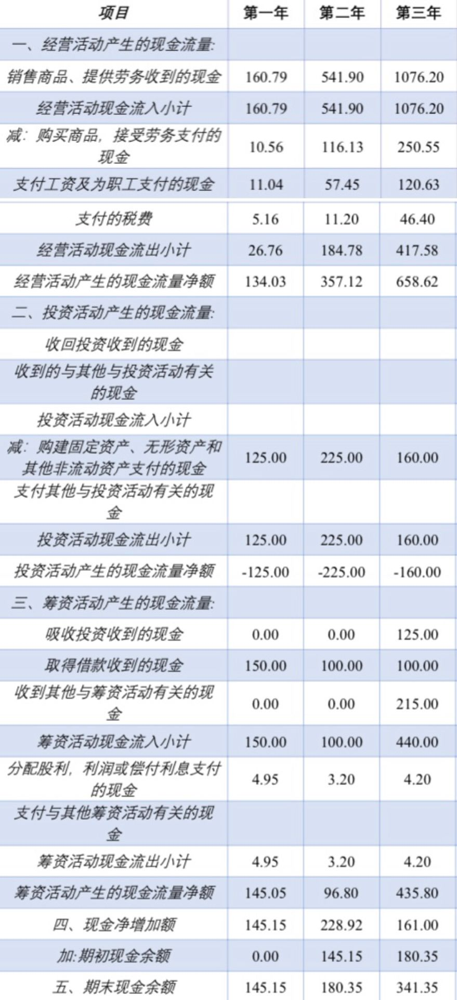 项目 第一年 第二年 第三年
一、经营活动产生的现金流量:
销售商品、提供劳务收到的现金 160.79 541.90 1076.20
经营活动现金流入小计 160.79 541.90 1076.20
减：购买商品，接受劳务支付的
现金 10.56 116.13 250.55
支付工资及为职工支付的现金 11.04 57.45 120.63
支付的税费 5.16 11.20 46.40
经营活动现金流出小计 26.76 184.78 417.58
经营活动产生的现金流量净额 134.03 357.12 658.62
二、投资活动产生的现金流量:
收回投资收到的现金
收到的与其他与投资活动有关
的现金
投资活动现金流入小计
减：购建固定资产、无形资产和
其他非流动资产支付的现金 125.00 225.00 160.00
支付其他与投资活动有关的现
金
投资活动现金流出小计 125.00 225.00 160.00
投资活动产生的现金流量净额 -125.00 -225.00 -160.00
三、筹资活动产生的现金流量:
吸收投资收到的现金 0.00 0.00 125.00
取得借款收到的现金 150.00 100.00 100.00
收到其他与筹资活动有关的现
金 0.00 0.00 215.00
筹资活动现金流入小计 150.00 100.00 440.00
分配股利，利润或偿付利息支付
的现金 4.95 3.20 4.20
支付与其他筹资活动有关的现
金
筹资活动现金流出小计 4.95 3.20 4.20
筹资活动产生的现金流量净额 145.05 96.80 435.80
四、现金净增加额 145.15 228.92 161.00
加:期初现金余额 0.00 145.15 180.35
五、期末现金余额 145.15 180.35 341.35